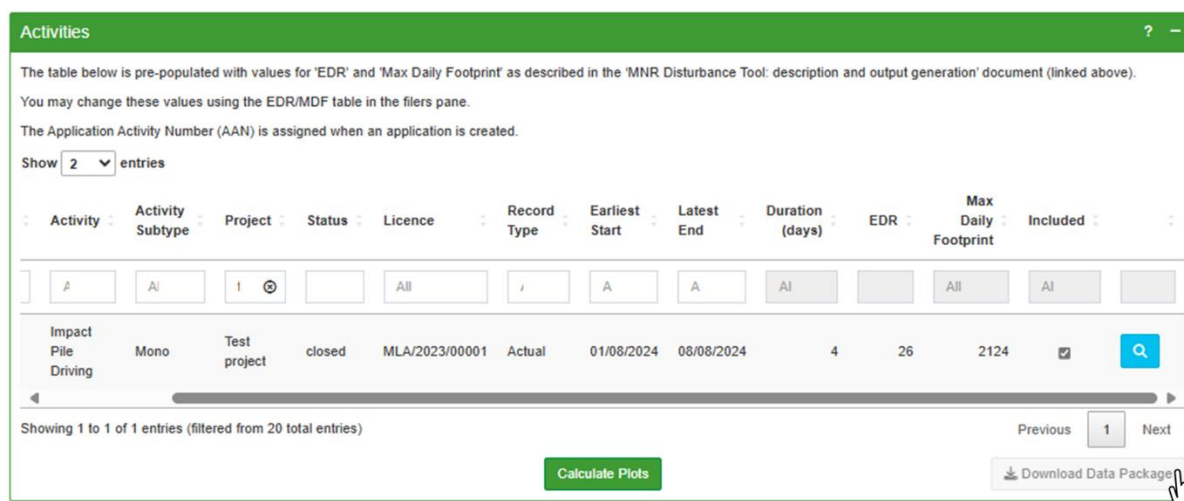 Activities ? −
The table below is pre-populated with values for 'EDR' and 'Max Daily Footprint' as described in the 'MNR Disturbance Tool: description and output generation' document (linked above).
You may change these values using the EDR/MDF table in the filers pane.
The Application Activity Number (AAN) is assigned when an application is created.
Show 2 entries
Activity Activity Subtype Project Status Licence Record Type Earliest Start Latest End Duration (days) EDR Max Daily Footprint Included
A Al t All A A Al All Al
Impact Pile Driving Mono Test project closed MLA/2023/00001 Actual 01/08/2024 08/08/2024 4 26 2124
Showing 1 to 1 of 1 entries (filtered from 20 total entries) Previous 1 Next
Calculate Plots Download Data Package